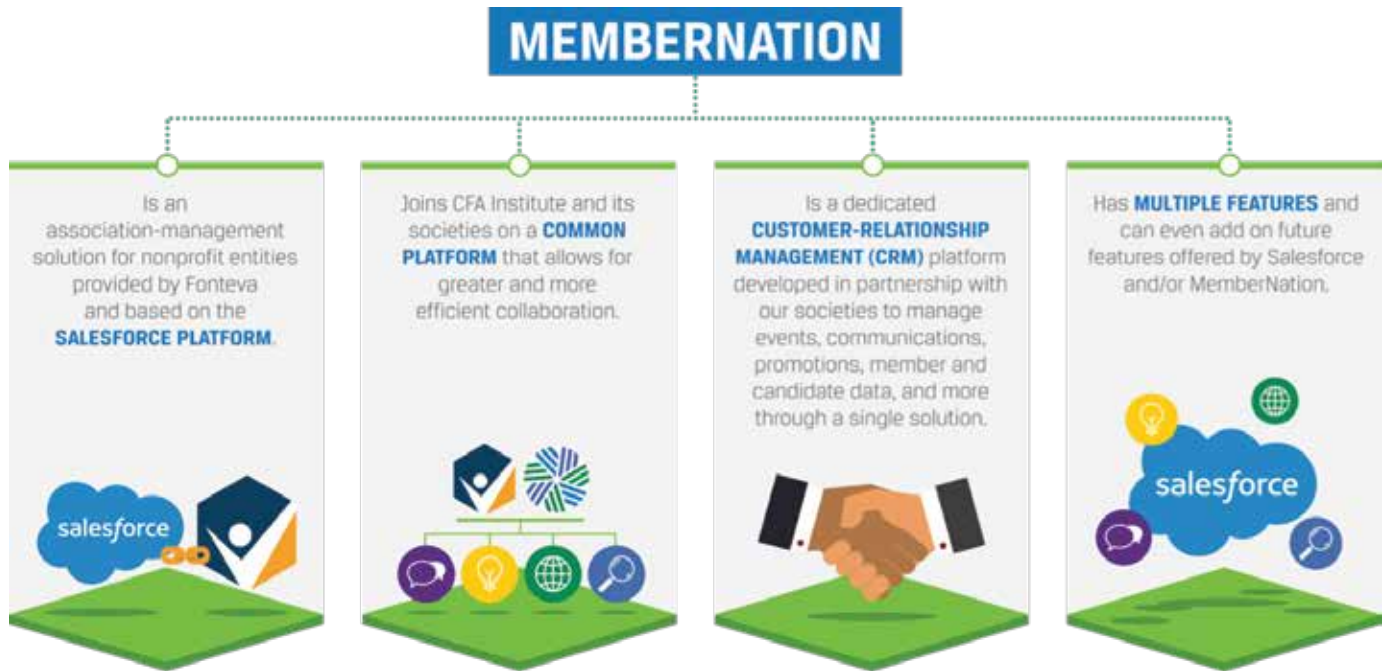 MEMBERNATION
Is an
association-management
solution for nonprofit entities
provided by Fonteva
and based on the
SALESFORCE PLATFORM.
salesforce
Joins CFA Institute and its
societies on a COMMON
PLATFORM that allows for
greater and more
efficient collaboration.
Is a dedicated
CUSTOMER-RELATIONSHIP
MANAGEMENT (CRM) platform
developed in partnership with
our societies to manage
events, communications,
promotions, member and
candidate data, and more
through a single solution.
Has MULTIPLE FEATURES and
can even add on future
features offered by Salesforce
and/or MemberNation.
salesforce